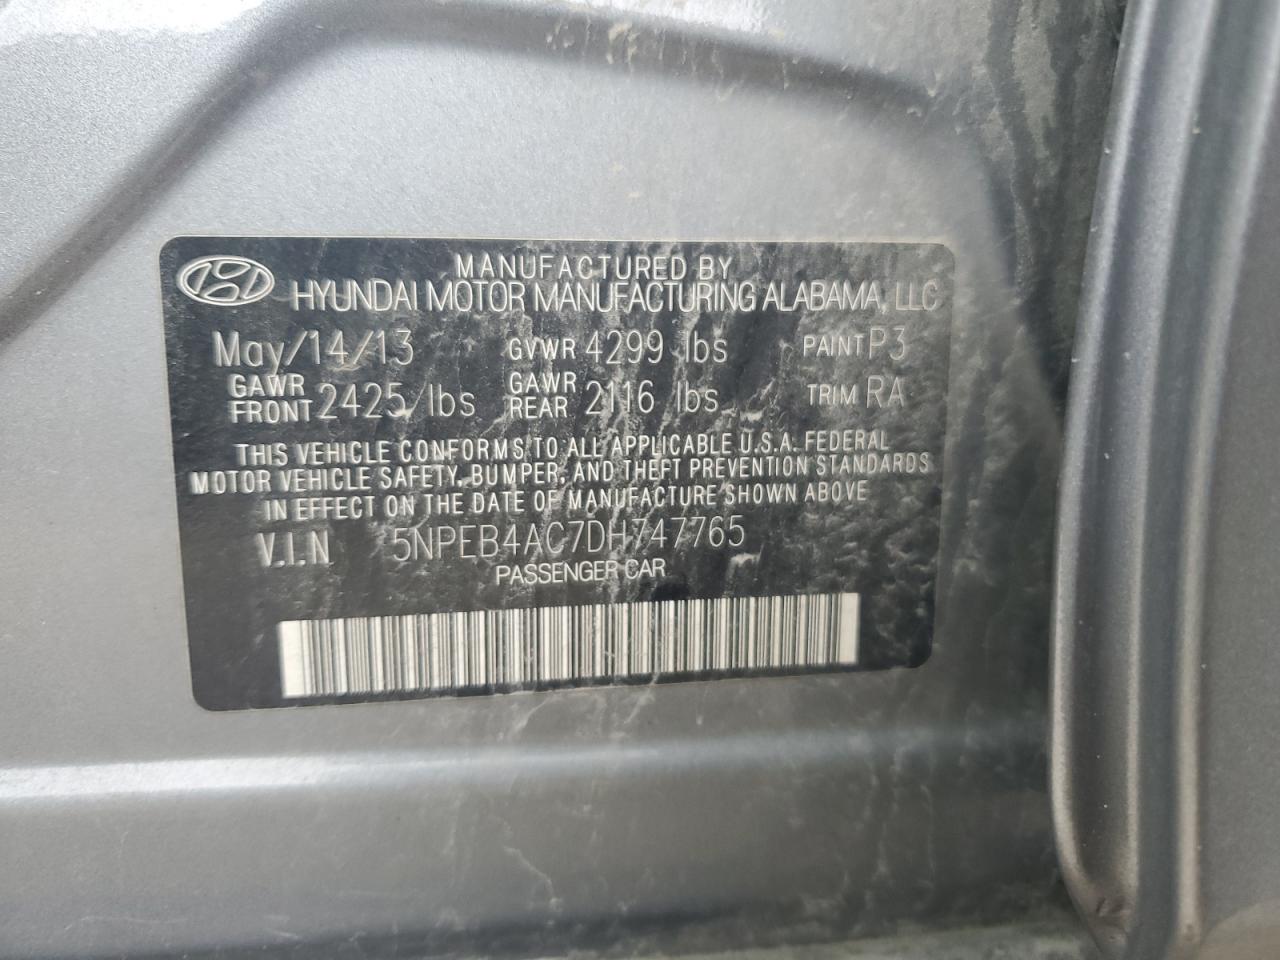 MANUFACTURED BY
HYUNDAI MOTOR MANUFACTURING ALABAMA, LLC
May/14/13 GVWR 4299 lbs PAINT P3
GAWR FRONT 2425/lbs GAWR REAR 2116 lbs TRIM RA
THIS VEHICLE CONFORMS TO ALL APPLICABLE U.S.A. FEDERAL
MOTOR VEHICLE SAFETY, BUMPER, AND THEFT PREVENTION STANDARDS
IN EFFECT ON THE DATE OF MANUFACTURE SHOWN ABOVE
V.I.N 5NPEB4AC7DH747765
PASSENGER CAR